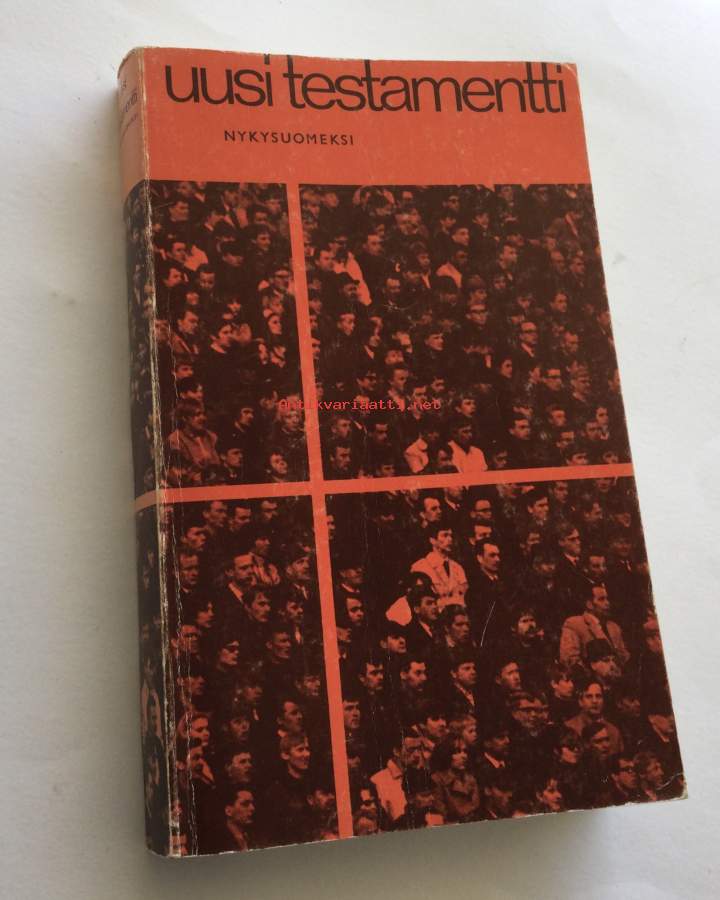 uusi testamentti
NYKYSUOMEKSI
Antikvariaatti.net